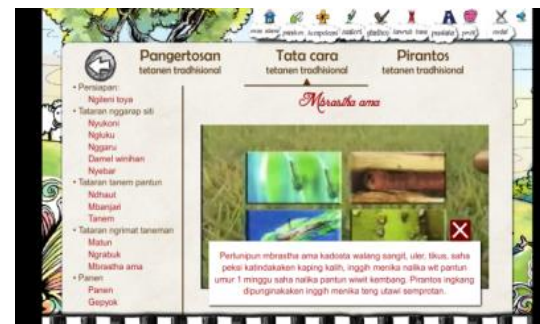 Pangertosan
tetanen tradhisional
Tata cara
tetanen tradhisional
Pirantos
tetanen tradhisional
Mbrastha ama
• Persiapan:
Ngileni toya
• Tataran nggarap siti
Nyukoni
Ngluku
Nggaru
Damel winihan
Nyebar
• Tataran tanem pantun
Ndhaut
Mbanjari
Tanem
• Tataran ngrimat taneman
Matun
Ngrabuk
Mbrastha ama
• Panen
Panen
Gepyok
Perlunipun mbrastha ama kadosta walang sangit, uler, tikus, saha
peksi katindakaken kaping kalih, inggih menika nalika wit pantun
umur 1 minggu saha nalika pantun wiwit kembang. Pirantos ingkang
dipunginakaken inggih menika teng utawi semprotan.